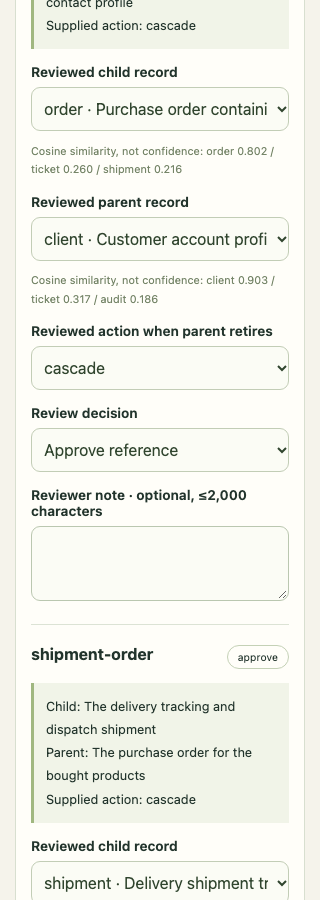 contact profile
Supplied action: cascade
Reviewed child record
order · Purchase order containi
Cosine similarity, not confidence: order 0.802 /
ticket 0.260 / shipment 0.216
Reviewed parent record
client · Customer account profi
Cosine similarity, not confidence: client 0.903 /
ticket 0.317 / audit 0.186
Reviewed action when parent retires
cascade
Review decision
Approve reference
Reviewer note · optional, ≤2,000
characters
shipment-order
approve
Child: The delivery tracking and
dispatch shipment
Parent: The purchase order for the
bought products
Supplied action: cascade
Reviewed child record
shipment · Delivery shipment tr